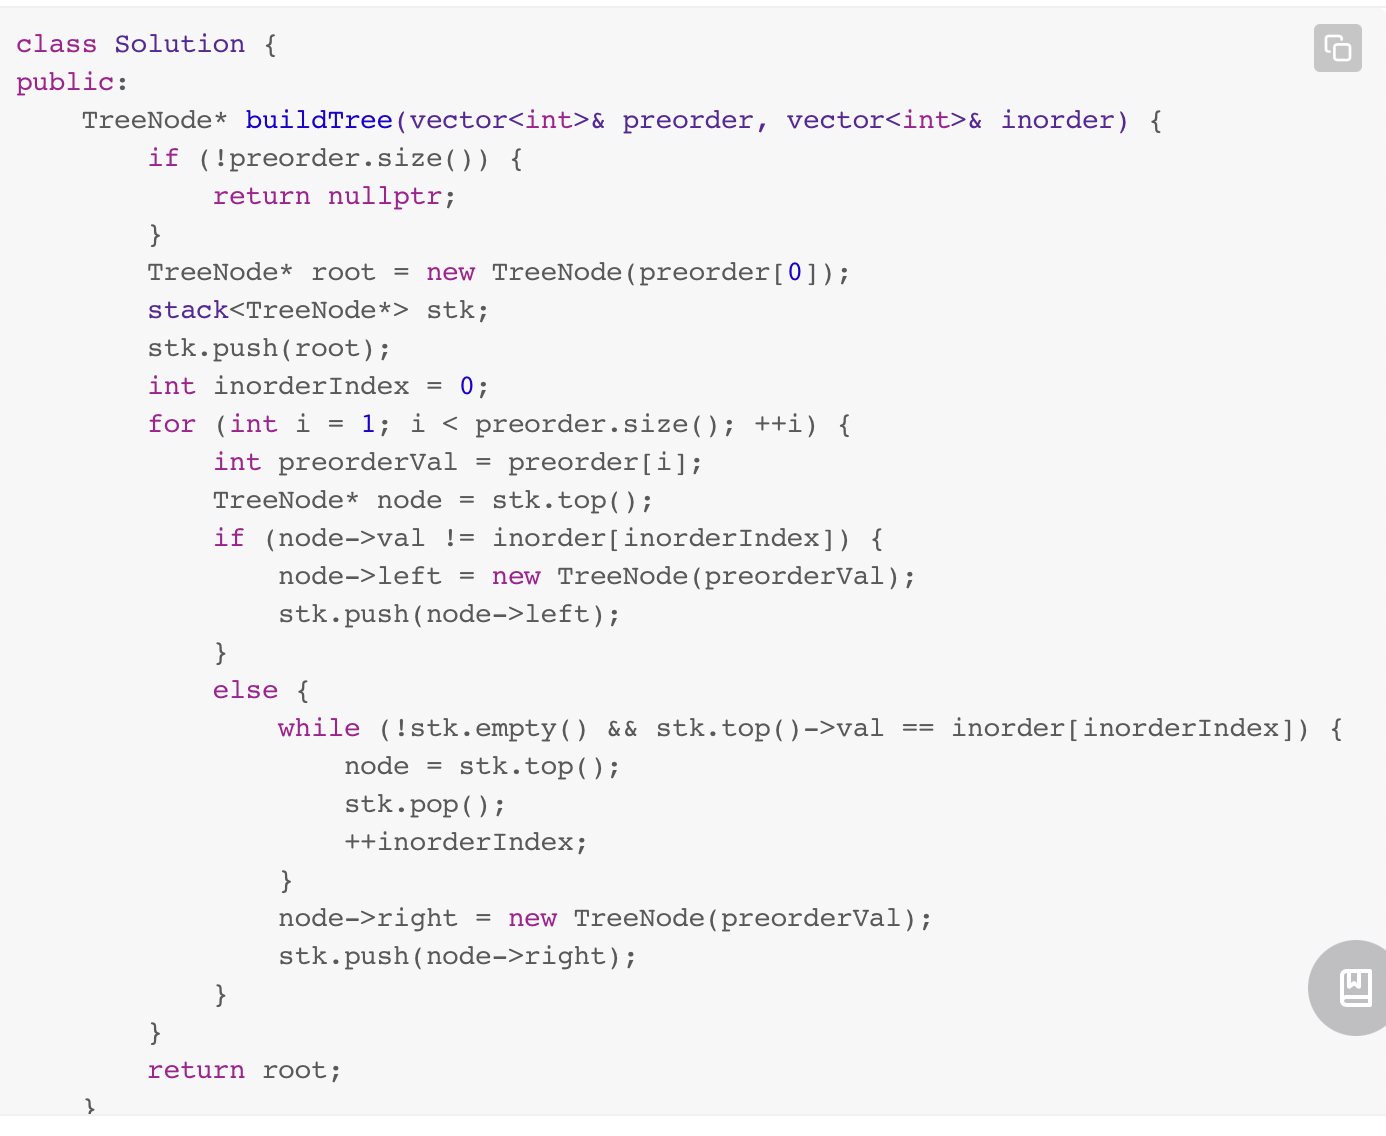 class Solution {
public:
    TreeNode* buildTree(vector<int>& preorder, vector<int>& inorder) {
        if (!preorder.size()) {
            return nullptr;
        }
        TreeNode* root = new TreeNode(preorder[0]);
        stack<TreeNode*> stk;
        stk.push(root);
        int inorderIndex = 0;
        for (int i = 1; i < preorder.size(); ++i) {
            int preorderVal = preorder[i];
            TreeNode* node = stk.top();
            if (node->val != inorder[inorderIndex]) {
                node->left = new TreeNode(preorderVal);
                stk.push(node->left);
            }
            else {
                while (!stk.empty() && stk.top()->val == inorder[inorderIndex]) {
                    node = stk.top();
                    stk.pop();
                    ++inorderIndex;
                }
                node->right = new TreeNode(preorderVal);
                stk.push(node->right);
            }
        }
        return root;
    }